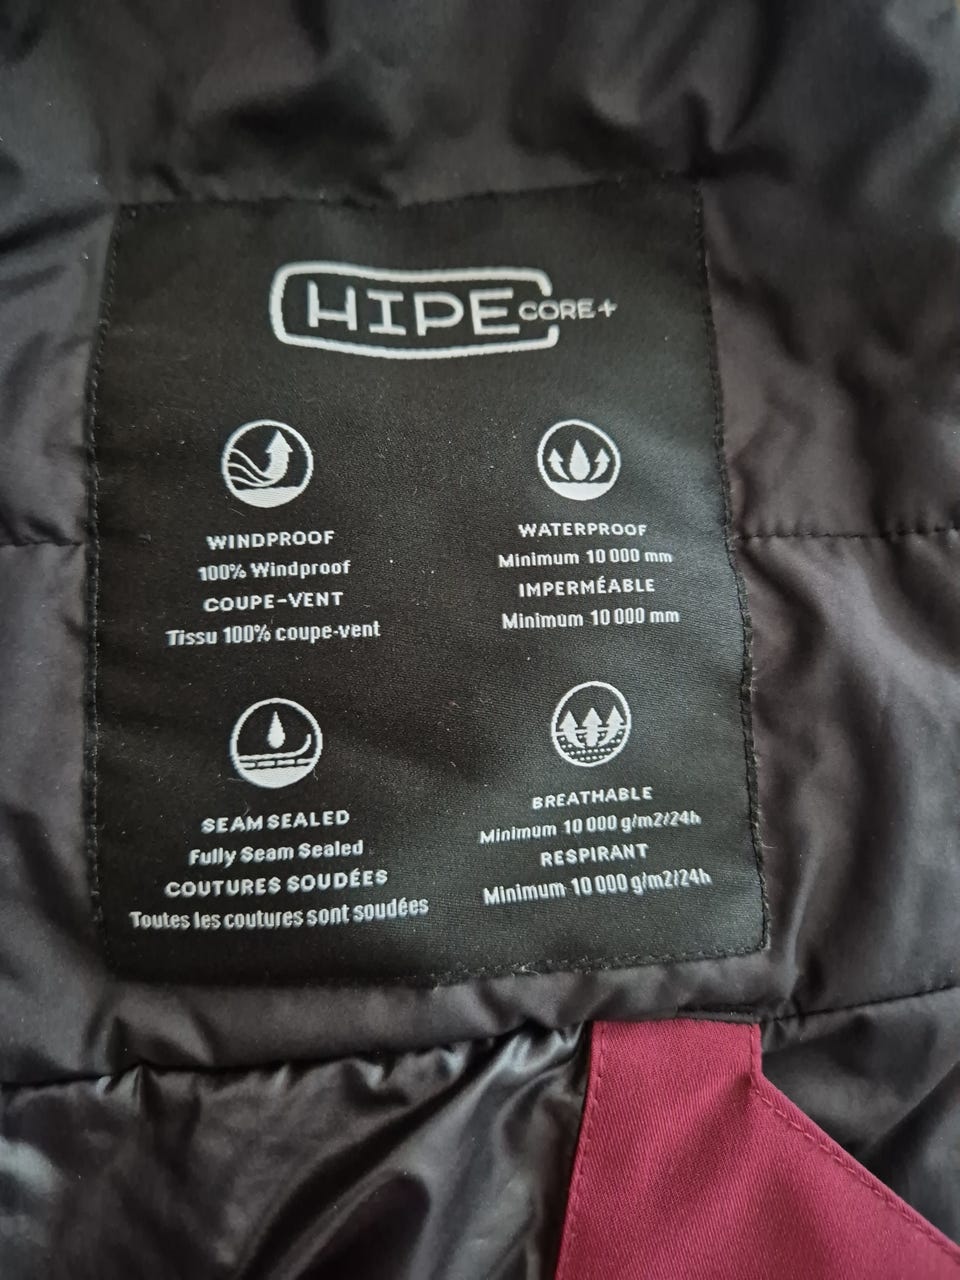 HIPE CORE+
WINDPROOF
100% Windproof
COUPE-VENT
Tissu 100% coupe-vent
WATERPROOF
Minimum 10 000 mm
IMPERMÉABLE
Minimum 10 000 mm
SEAM SEALED
Fully Seam Sealed
COUTURES SOUDÉES
Toutes les coutures sont soudées
BREATHABLE
Minimum 10 000 g/m2/24h
RESPIRANT
Minimum 10 000 g/m2/24h